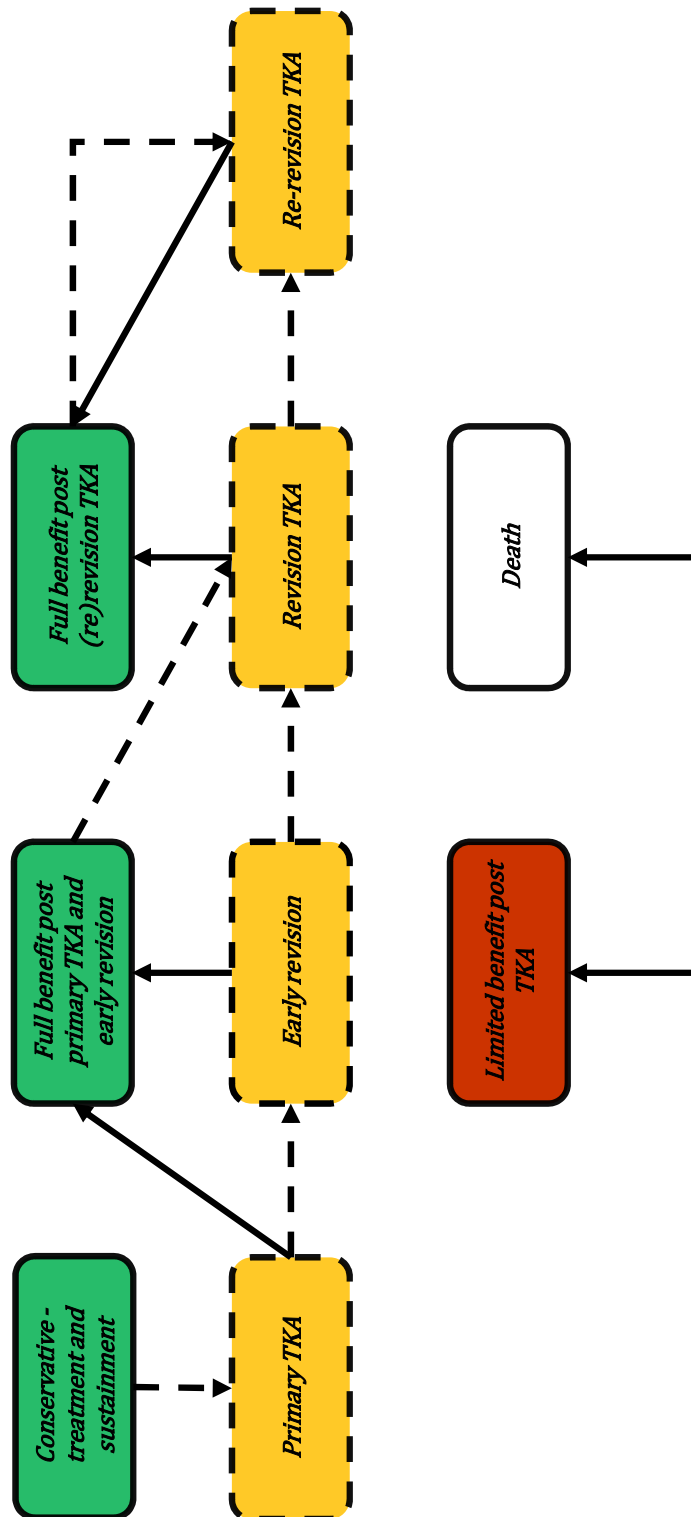 Conservative -
treatment and
sustainment
Full benefit post
primary TKA and
early revision
Full benefit post
(re)revision TKA
Primary TKA
Early revision
Revision TKA
Re-revision TKA
Limited benefit post
TKA
Death